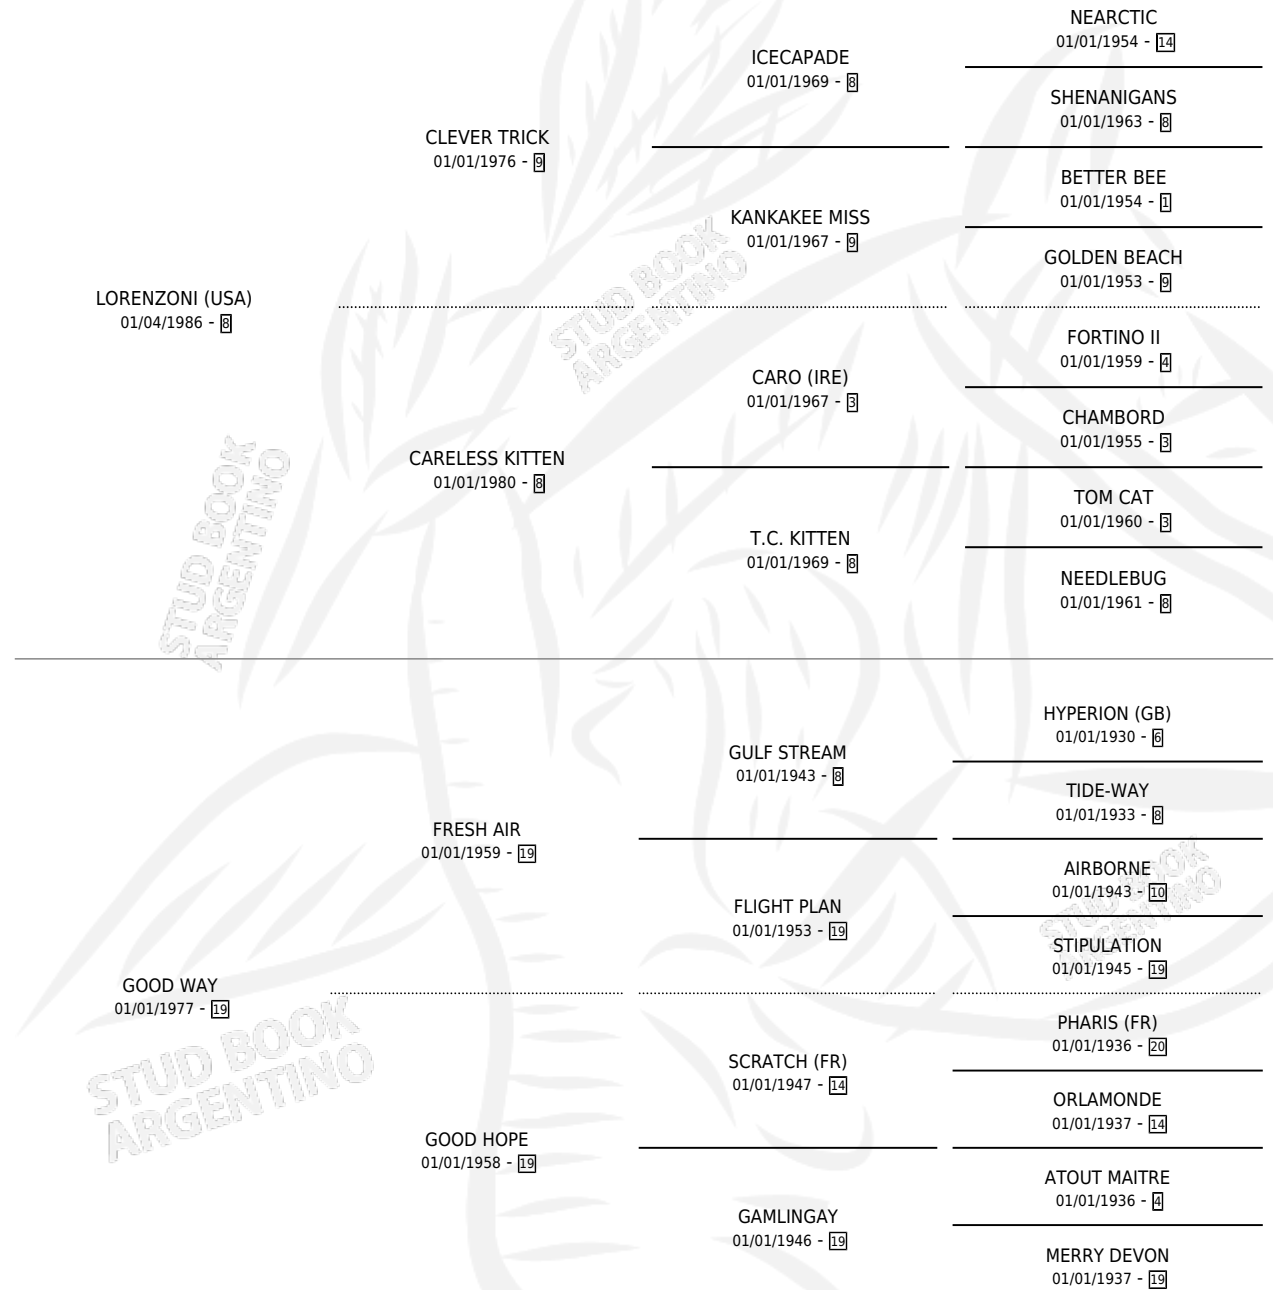 NEARCTIC
01/01/1954 - 14
ICECAPADE
01/01/1969 - 8
SHENANIGANS
01/01/1963 - 8
CLEVER TRICK
01/01/1976 - 9
BETTER BEE
01/01/1954 - 1
KANKAKEE MISS
01/01/1967 - 9
GOLDEN BEACH
01/01/1953 - 9
LORENZONI (USA)
01/04/1986 - 8
STUD BOOK
ARGENTINO
FORTINO II
01/01/1959 - 4
CARO (IRE)
01/01/1967 - 3
CHAMBORD
01/01/1955 - 3
CARELESS KITTEN
01/01/1980 - 8
TOM CAT
01/01/1960 - 3
T.C. KITTEN
01/01/1969 - 8
NEEDLEBUG
01/01/1961 - 8
STUD BOOK
ARGENTINO
HYPERION (GB)
01/01/1930 - 6
GULF STREAM
01/01/1943 - 8
TIDE-WAY
01/01/1933 - 8
FRESH AIR
01/01/1959 - 19
AIRBORNE
01/01/1943 - 10
STUD BOOK
ARGENTINO
FLIGHT PLAN
01/01/1953 - 19
STIPULATION
01/01/1945 - 19
GOOD WAY
01/01/1977 - 19
STUD BOOK
ARGENTINO
PHARIS (FR)
01/01/1936 - 20
SCRATCH (FR)
01/01/1947 - 14
ORLAMONDE
01/01/1937 - 14
GOOD HOPE
01/01/1958 - 19
ATOUT MAITRE
01/01/1936 - 4
GAMLINGAY
01/01/1946 - 19
MERRY DEVON
01/01/1937 - 19